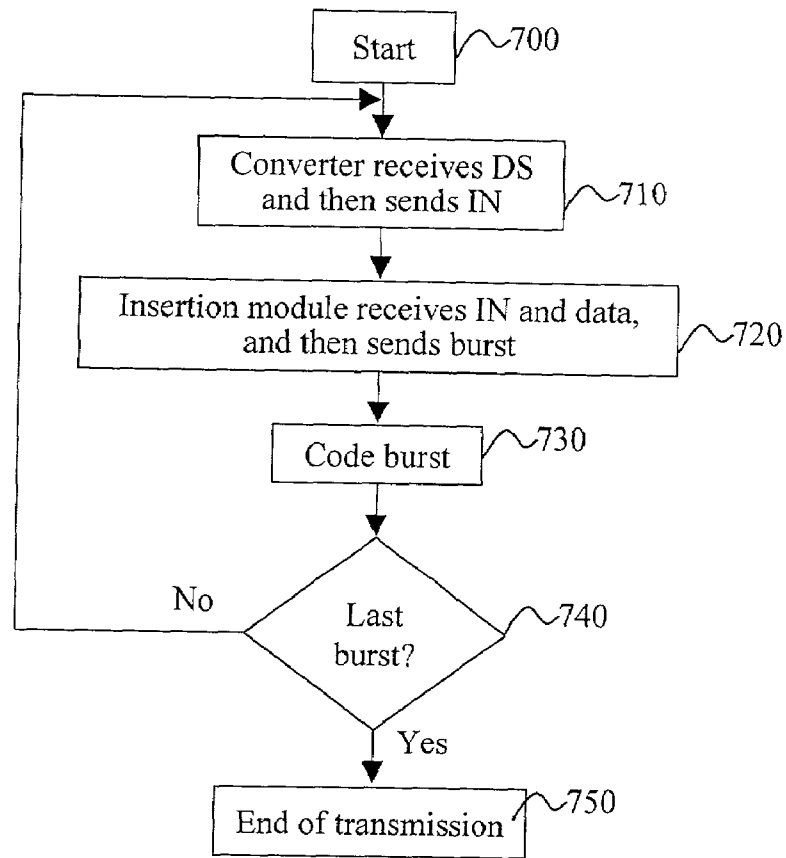 Start
700
Converter receives DS
and then sends IN
710
Insertion module receives IN and data,
and then sends burst
720
Code burst
730
No
Last
burst?
740
Yes
End of transmission
750